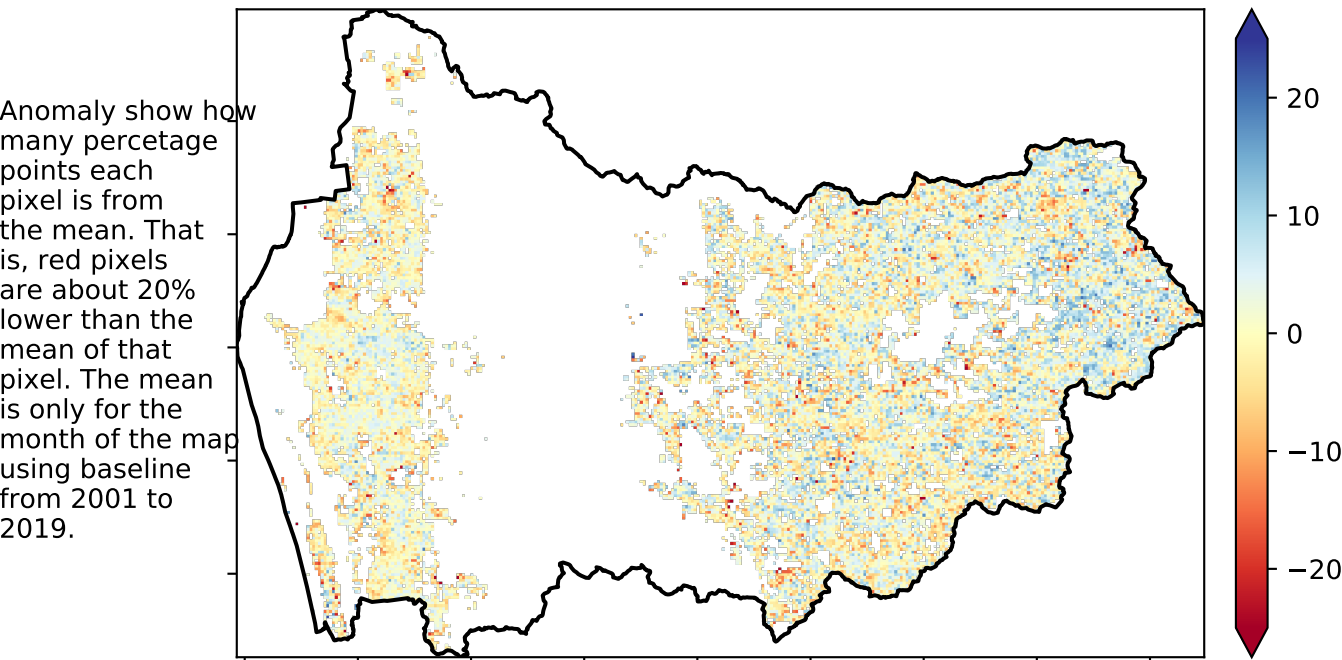 Anomaly show how
many percetage
points each
pixel is from
the mean. That
is, red pixels
are about 20%
lower than the
mean of that
pixel. The mean
is only for the
month of the map
using baseline
from 2001 to
2019.
20
10
0
−10
−20